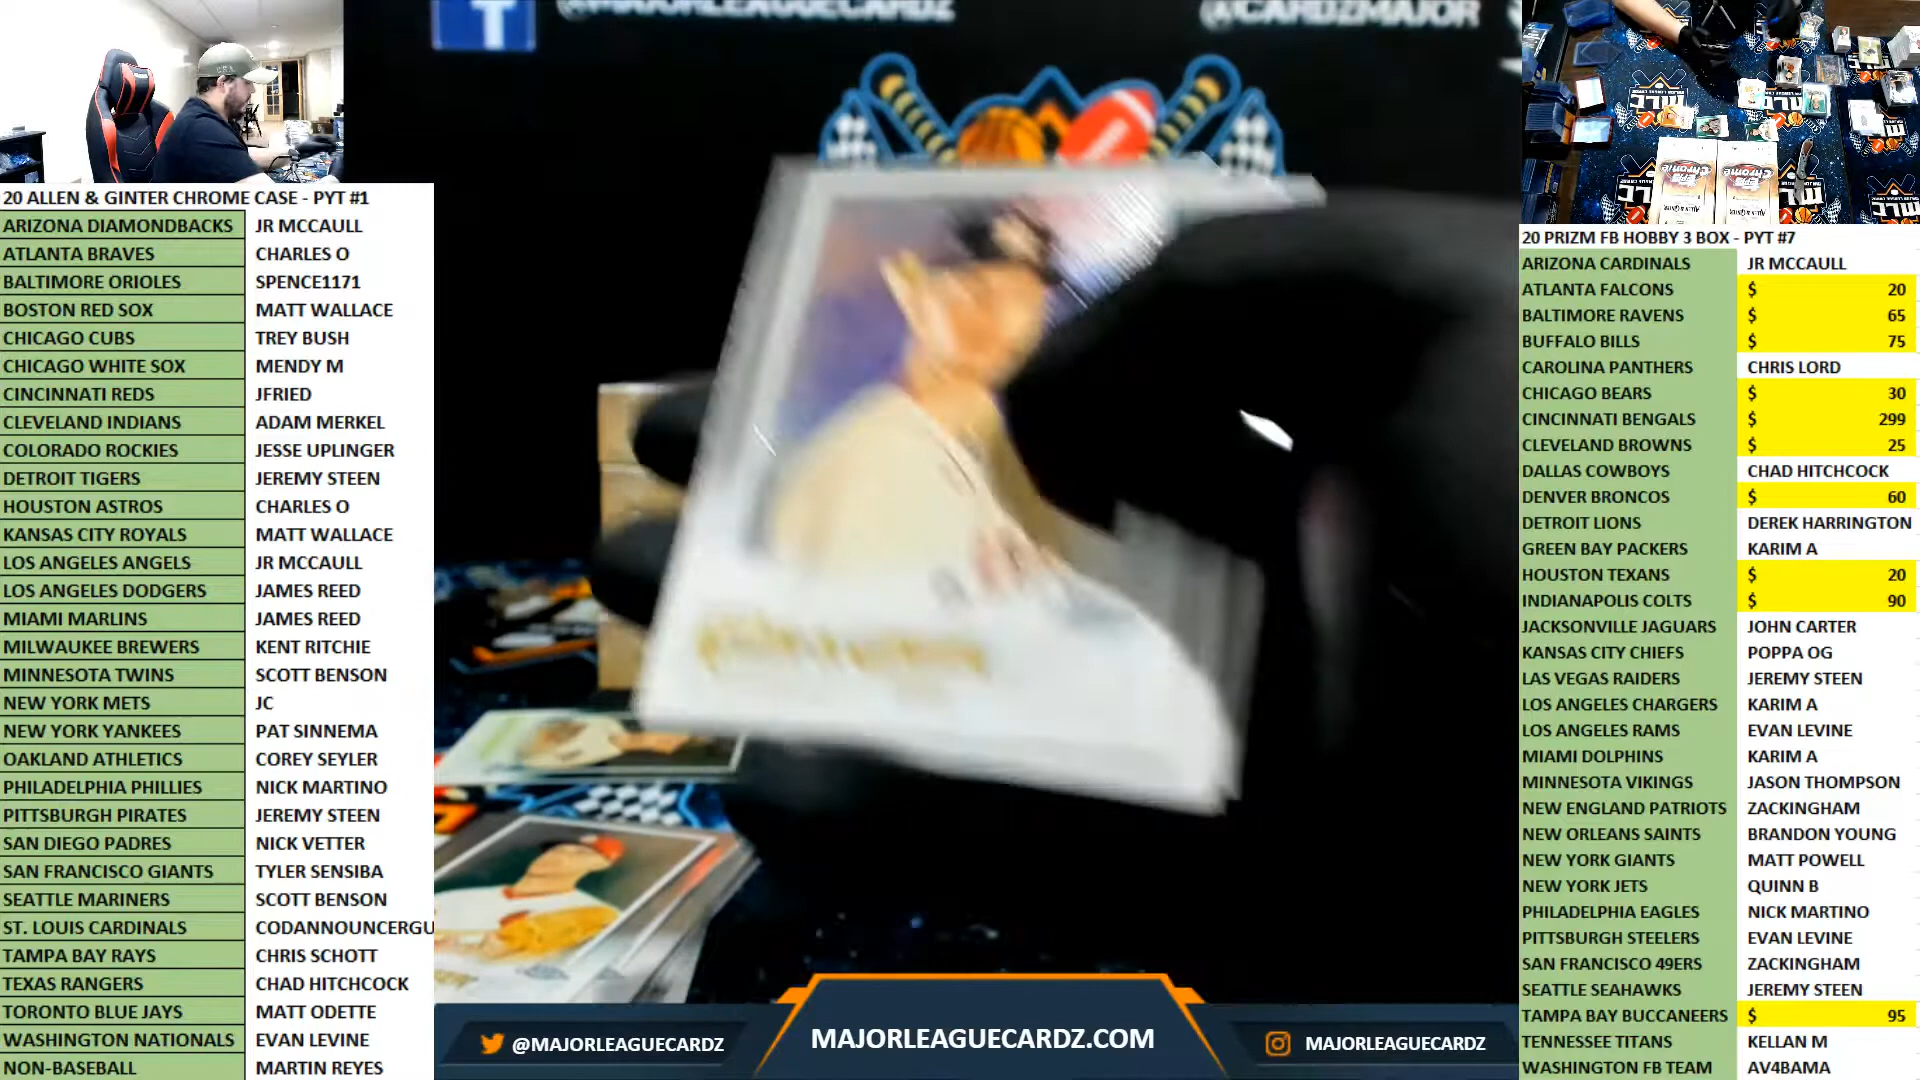 @MAJORLEAGUECARDZ
@CARDZMAJOR
20 ALLEN & GINTER CHROME CASE - PYT #1
ARIZONA DIAMONDBACKS JR MCCAULL
ATLANTA BRAVES CHARLES O
BALTIMORE ORIOLES SPENCE1171
BOSTON RED SOX MATT WALLACE
CHICAGO CUBS TREY BUSH
CHICAGO WHITE SOX MENDY M
CINCINNATI REDS JFRIED
CLEVELAND INDIANS ADAM MERKEL
COLORADO ROCKIES JESSE UPLINGER
DETROIT TIGERS JEREMY STEEN
HOUSTON ASTROS CHARLES O
KANSAS CITY ROYALS MATT WALLACE
LOS ANGELES ANGELS JR MCCAULL
LOS ANGELES DODGERS JAMES REED
MIAMI MARLINS JAMES REED
MILWAUKEE BREWERS KENT RITCHIE
MINNESOTA TWINS SCOTT BENSON
NEW YORK METS JC
NEW YORK YANKEES PAT SINNEMA
OAKLAND ATHLETICS COREY SEYLER
PHILADELPHIA PHILLIES NICK MARTINO
PITTSBURGH PIRATES JEREMY STEEN
SAN DIEGO PADRES NICK VETTER
SAN FRANCISCO GIANTS TYLER SENSIBA
SEATTLE MARINERS SCOTT BENSON
ST. LOUIS CARDINALS CODANNOUNCERGU
TAMPA BAY RAYS CHRIS SCHOTT
TEXAS RANGERS CHAD HITCHCOCK
TORONTO BLUE JAYS MATT ODETTE
WASHINGTON NATIONALS EVAN LEVINE
NON-BASEBALL MARTIN REYES
@MAJORLEAGUECARDZ
MAJORLEAGUECARDZ.COM
MAJORLEAGUECARDZ
20 PRIZM FB HOBBY 3 BOX - PYT #7
ARIZONA CARDINALS JR MCCAULL
ATLANTA FALCONS $ 20
BALTIMORE RAVENS $ 65
BUFFALO BILLS $ 75
CAROLINA PANTHERS CHRIS LORD
CHICAGO BEARS $ 30
CINCINNATI BENGALS $ 299
CLEVELAND BROWNS $ 25
DALLAS COWBOYS CHAD HITCHCOCK
DENVER BRONCOS $ 60
DETROIT LIONS DEREK HARRINGTON
GREEN BAY PACKERS KARIM A
HOUSTON TEXANS $ 20
INDIANAPOLIS COLTS $ 90
JACKSONVILLE JAGUARS JOHN CARTER
KANSAS CITY CHIEFS POPPA OG
LAS VEGAS RAIDERS JEREMY STEEN
LOS ANGELES CHARGERS KARIM A
LOS ANGELES RAMS EVAN LEVINE
MIAMI DOLPHINS KARIM A
MINNESOTA VIKINGS JASON THOMPSON
NEW ENGLAND PATRIOTS ZACKINGHAM
NEW ORLEANS SAINTS BRANDON YOUNG
NEW YORK GIANTS MATT POWELL
NEW YORK JETS QUINN B
PHILADELPHIA EAGLES NICK MARTINO
PITTSBURGH STEELERS EVAN LEVINE
SAN FRANCISCO 49ERS ZACKINGHAM
SEATTLE SEAHAWKS JEREMY STEEN
TAMPA BAY BUCCANEERS $ 95
TENNESSEE TITANS KELLAN M
WASHINGTON FB TEAM AV4BAMA